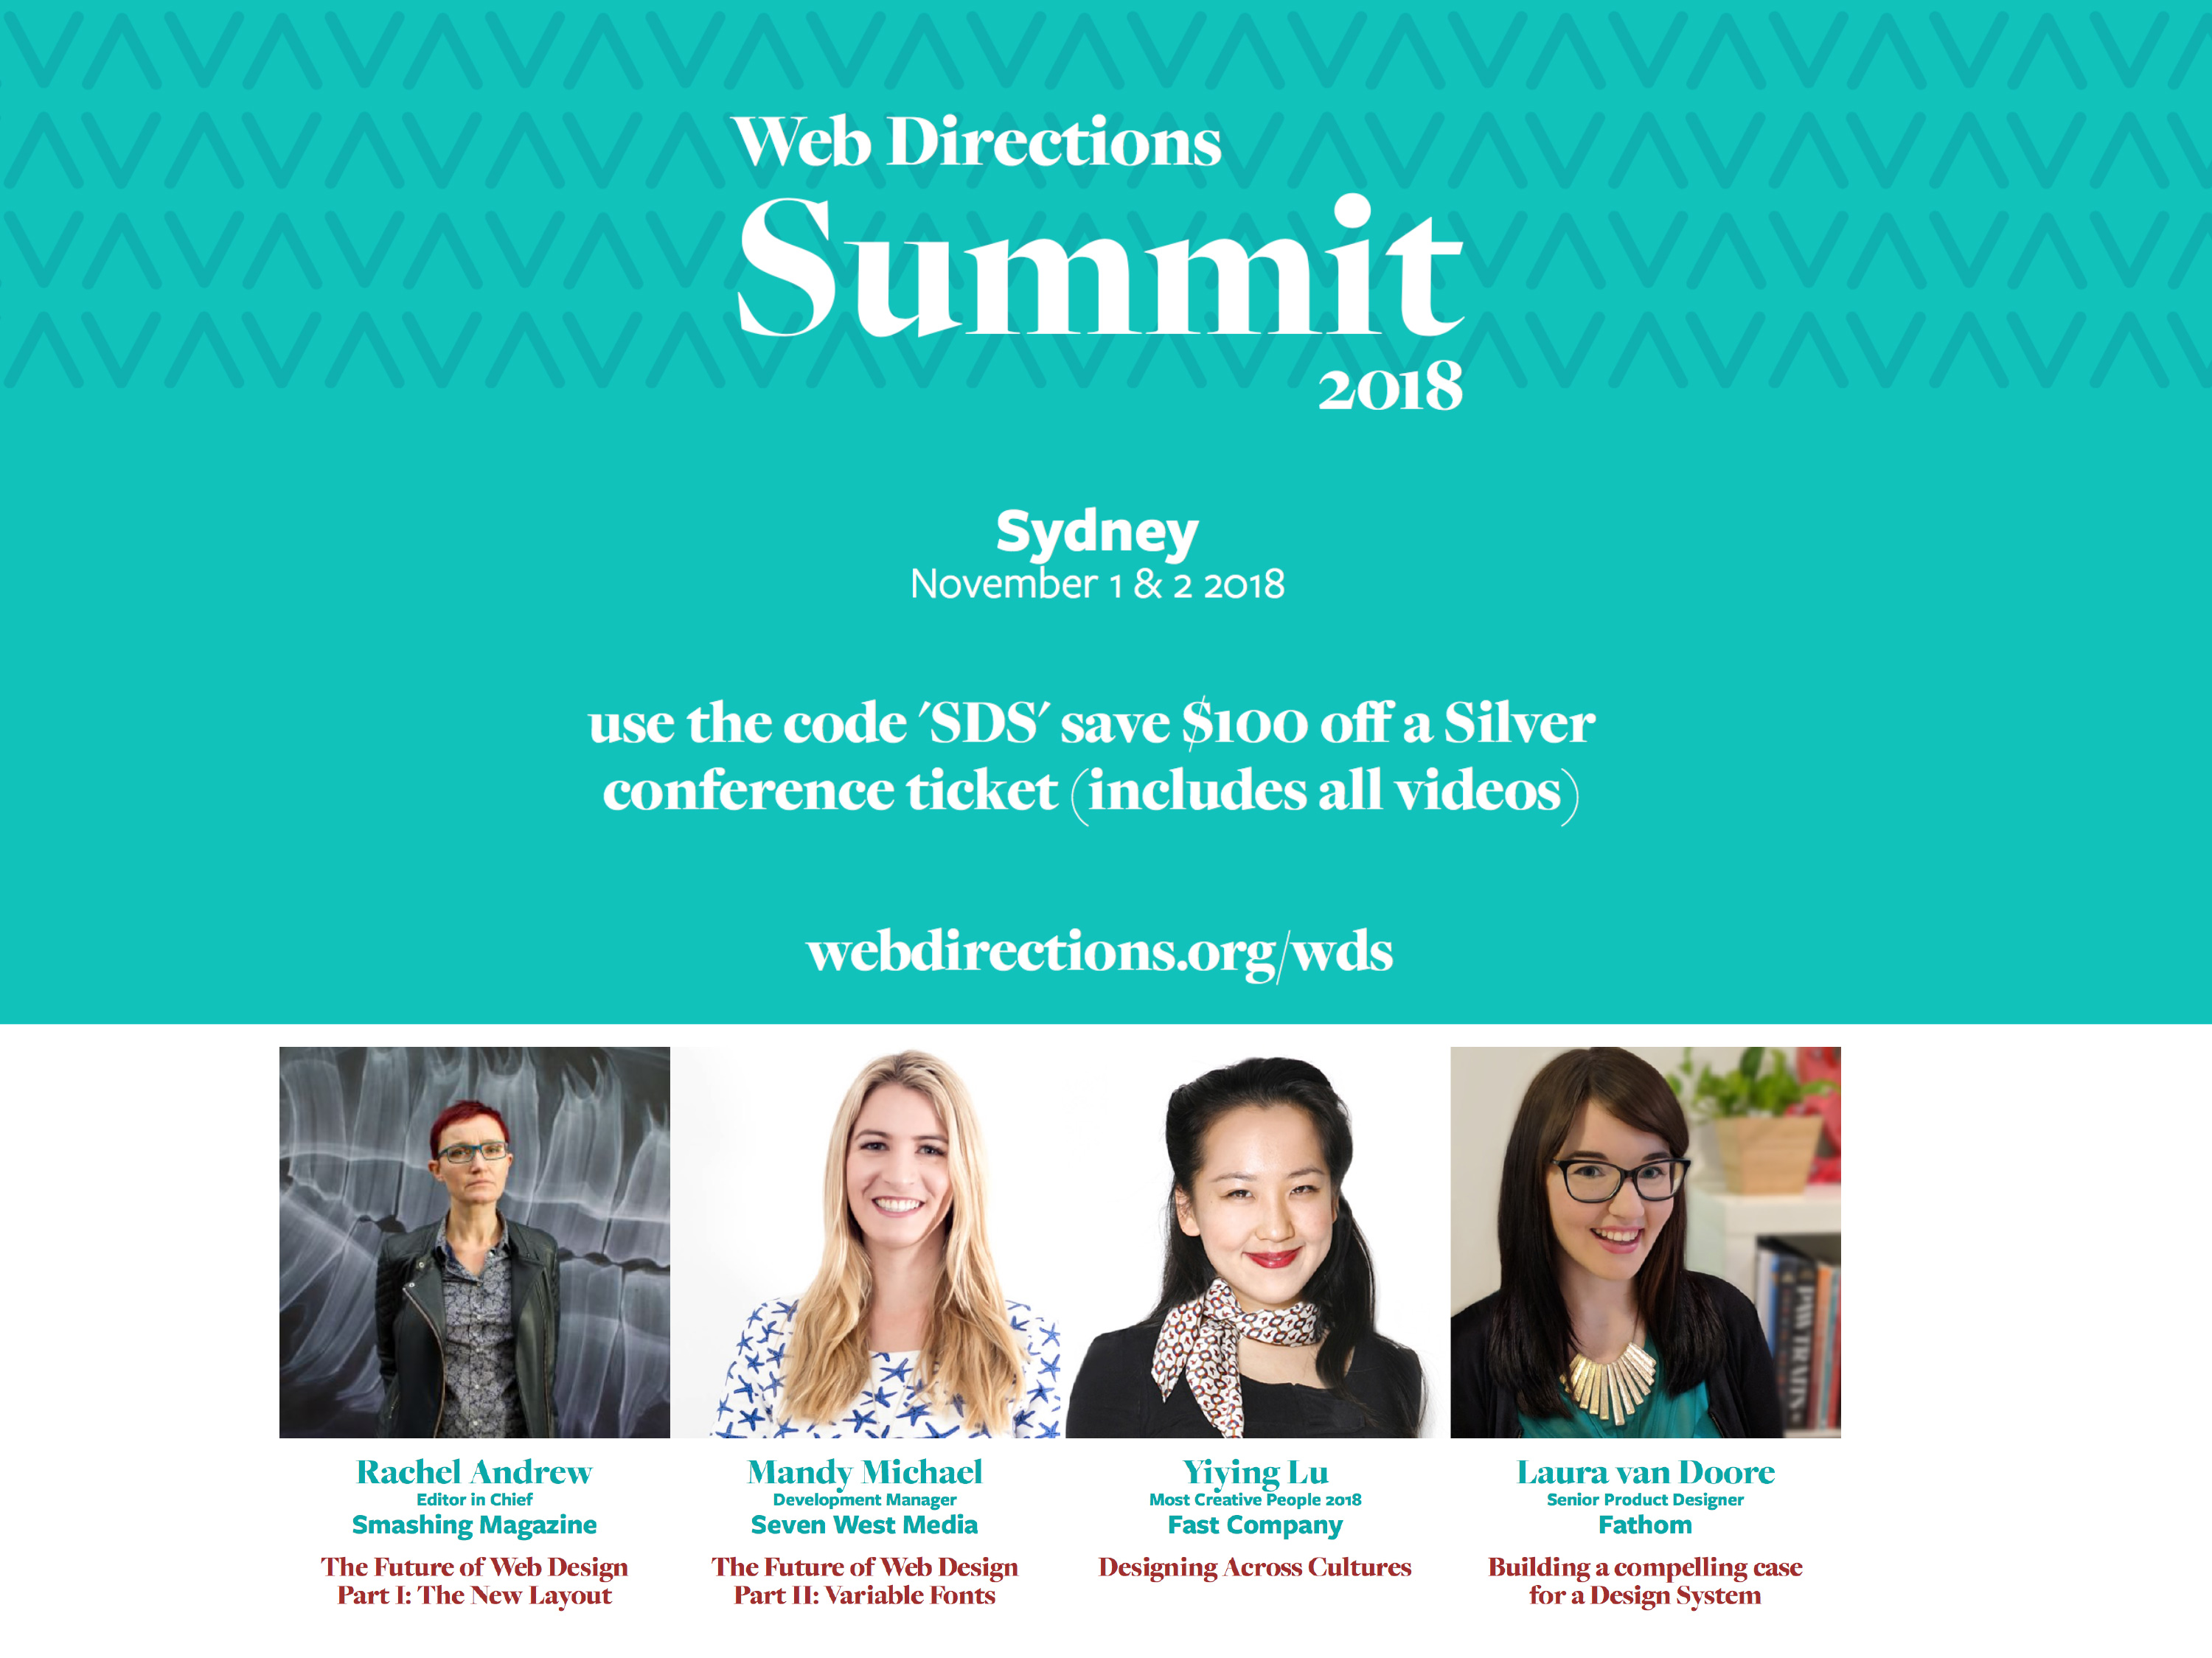 Web Directions
Summit
2018
Sydney
November 1 & 2 2018
use the code 'SDS' save $100 off a Silver
conference ticket (includes all videos)
webdirections.org/wds
PAWTRAITS
Rachel Andrew
Editor in Chief
Smashing Magazine
The Future of Web Design
Part I: The New Layout
Mandy Michael
Development Manager
Seven West Media
The Future of Web Design
Part II: Variable Fonts
Yiying Lu
Most Creative People 2018
Fast Company
Designing Across Cultures
Laura van Doore
Senior Product Designer
Fathom
Building a compelling case
for a Design System